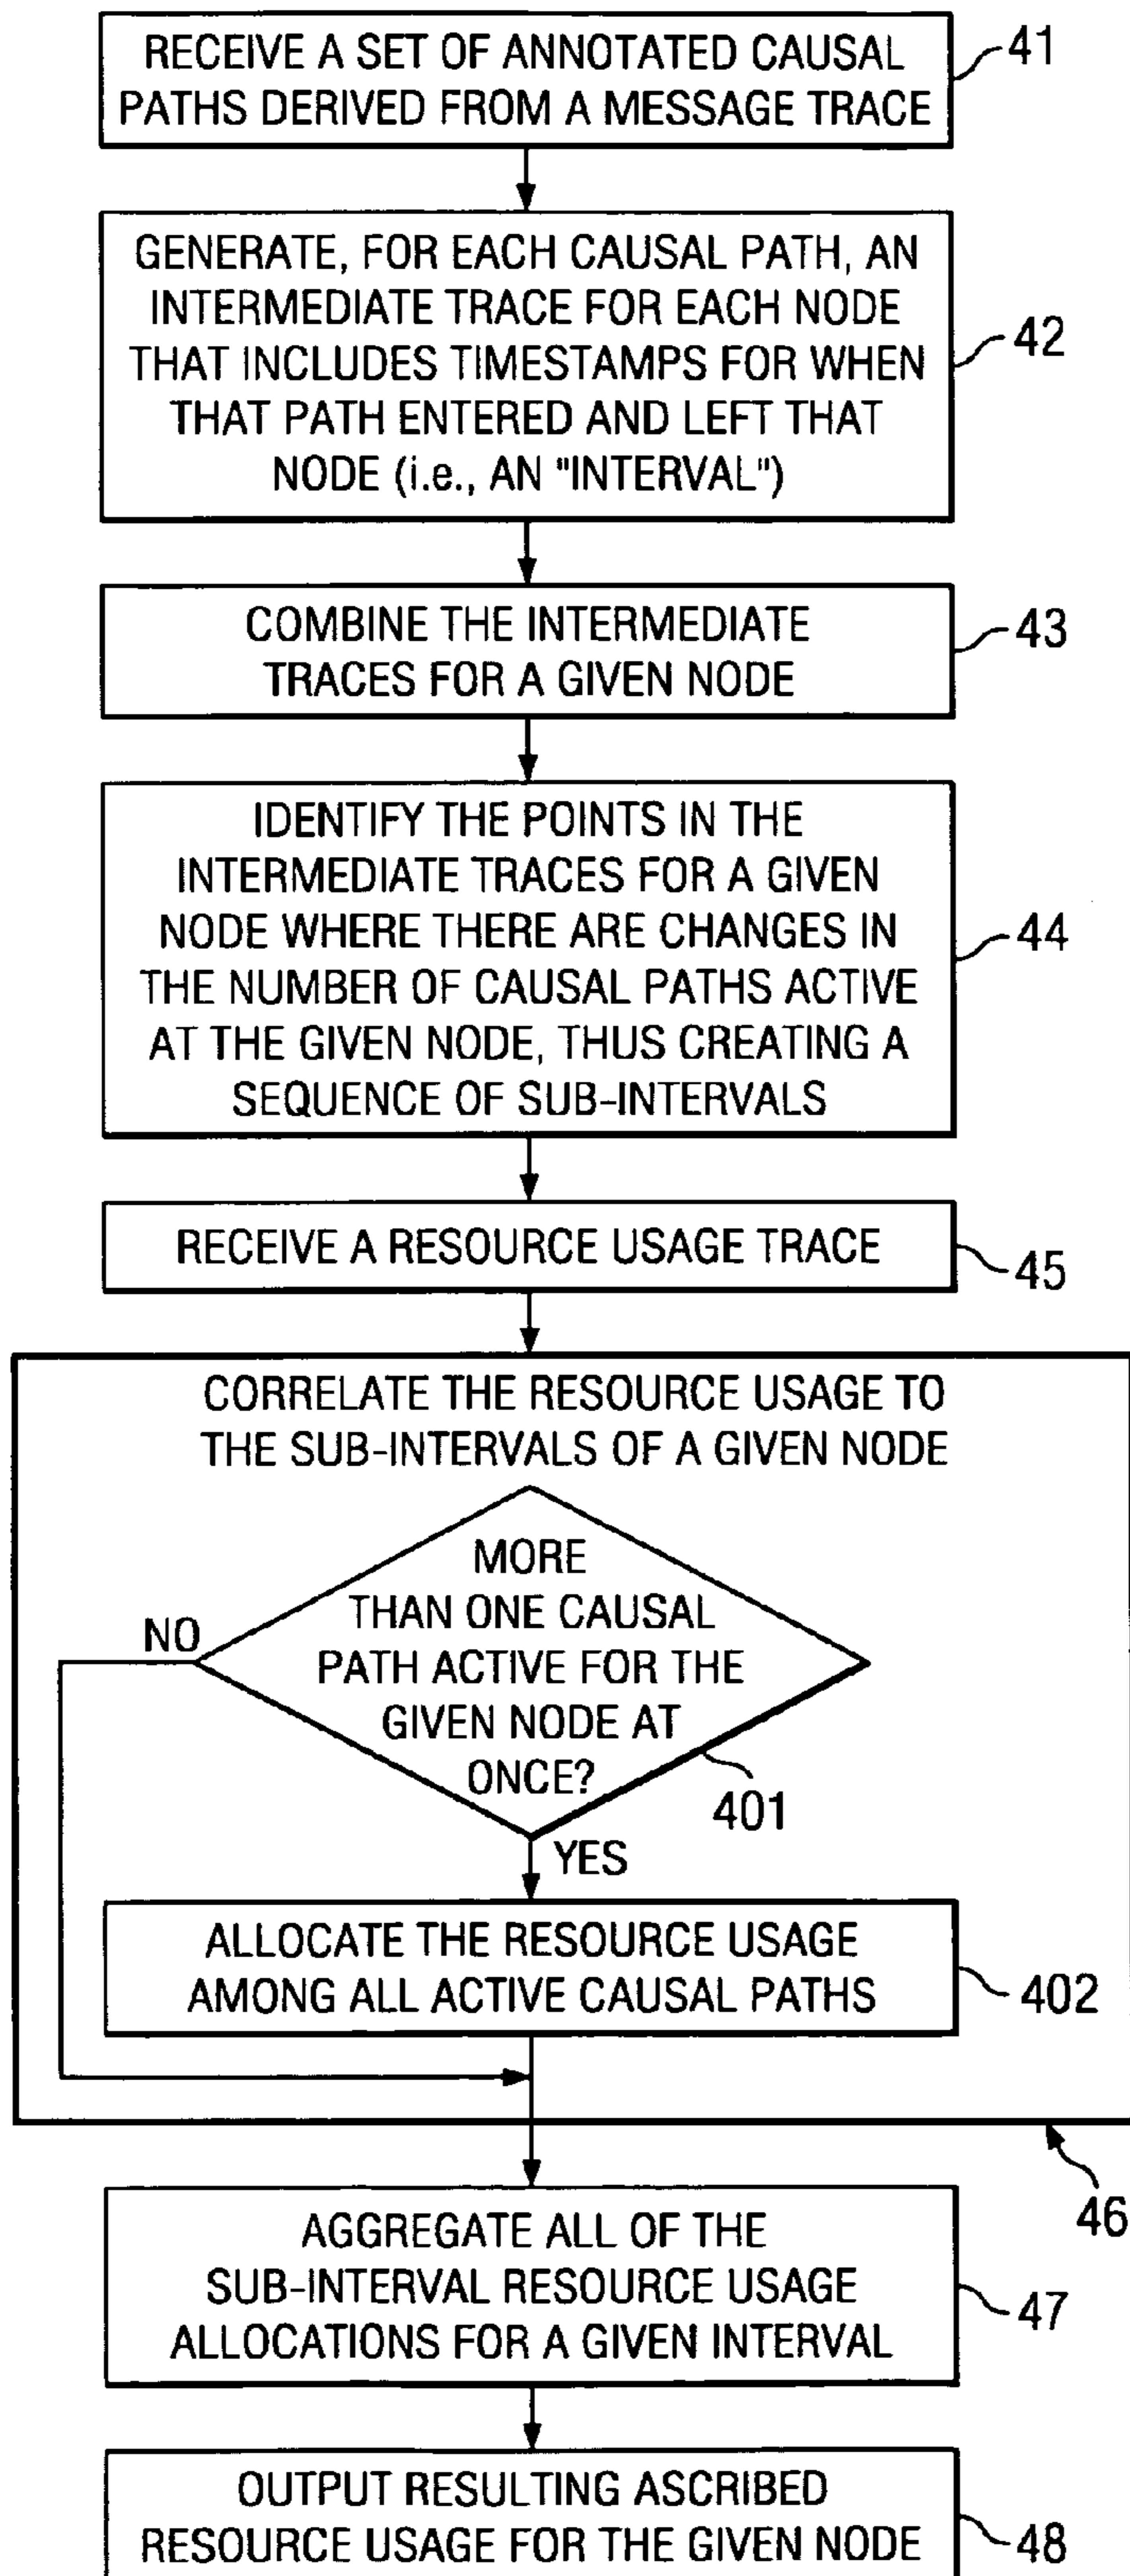 RECEIVE A SET OF ANNOTATED CAUSAL
PATHS DERIVED FROM A MESSAGE TRACE
41
GENERATE, FOR EACH CAUSAL PATH, AN
INTERMEDIATE TRACE FOR EACH NODE
THAT INCLUDES TIMESTAMPS FOR WHEN
THAT PATH ENTERED AND LEFT THAT
NODE (i.e., AN "INTERVAL")
42
COMBINE THE INTERMEDIATE
TRACES FOR A GIVEN NODE
43
IDENTIFY THE POINTS IN THE
INTERMEDIATE TRACES FOR A GIVEN
NODE WHERE THERE ARE CHANGES IN
THE NUMBER OF CAUSAL PATHS ACTIVE
AT THE GIVEN NODE, THUS CREATING A
SEQUENCE OF SUB-INTERVALS
44
RECEIVE A RESOURCE USAGE TRACE
45
CORRELATE THE RESOURCE USAGE TO
THE SUB-INTERVALS OF A GIVEN NODE
MORE
THAN ONE CAUSAL
PATH ACTIVE FOR THE
GIVEN NODE AT
ONCE?
NO
401
YES
ALLOCATE THE RESOURCE USAGE
AMONG ALL ACTIVE CAUSAL PATHS
402
46
AGGREGATE ALL OF THE
SUB-INTERVAL RESOURCE USAGE
ALLOCATIONS FOR A GIVEN INTERVAL
47
OUTPUT RESULTING ASCRIBED
RESOURCE USAGE FOR THE GIVEN NODE
48